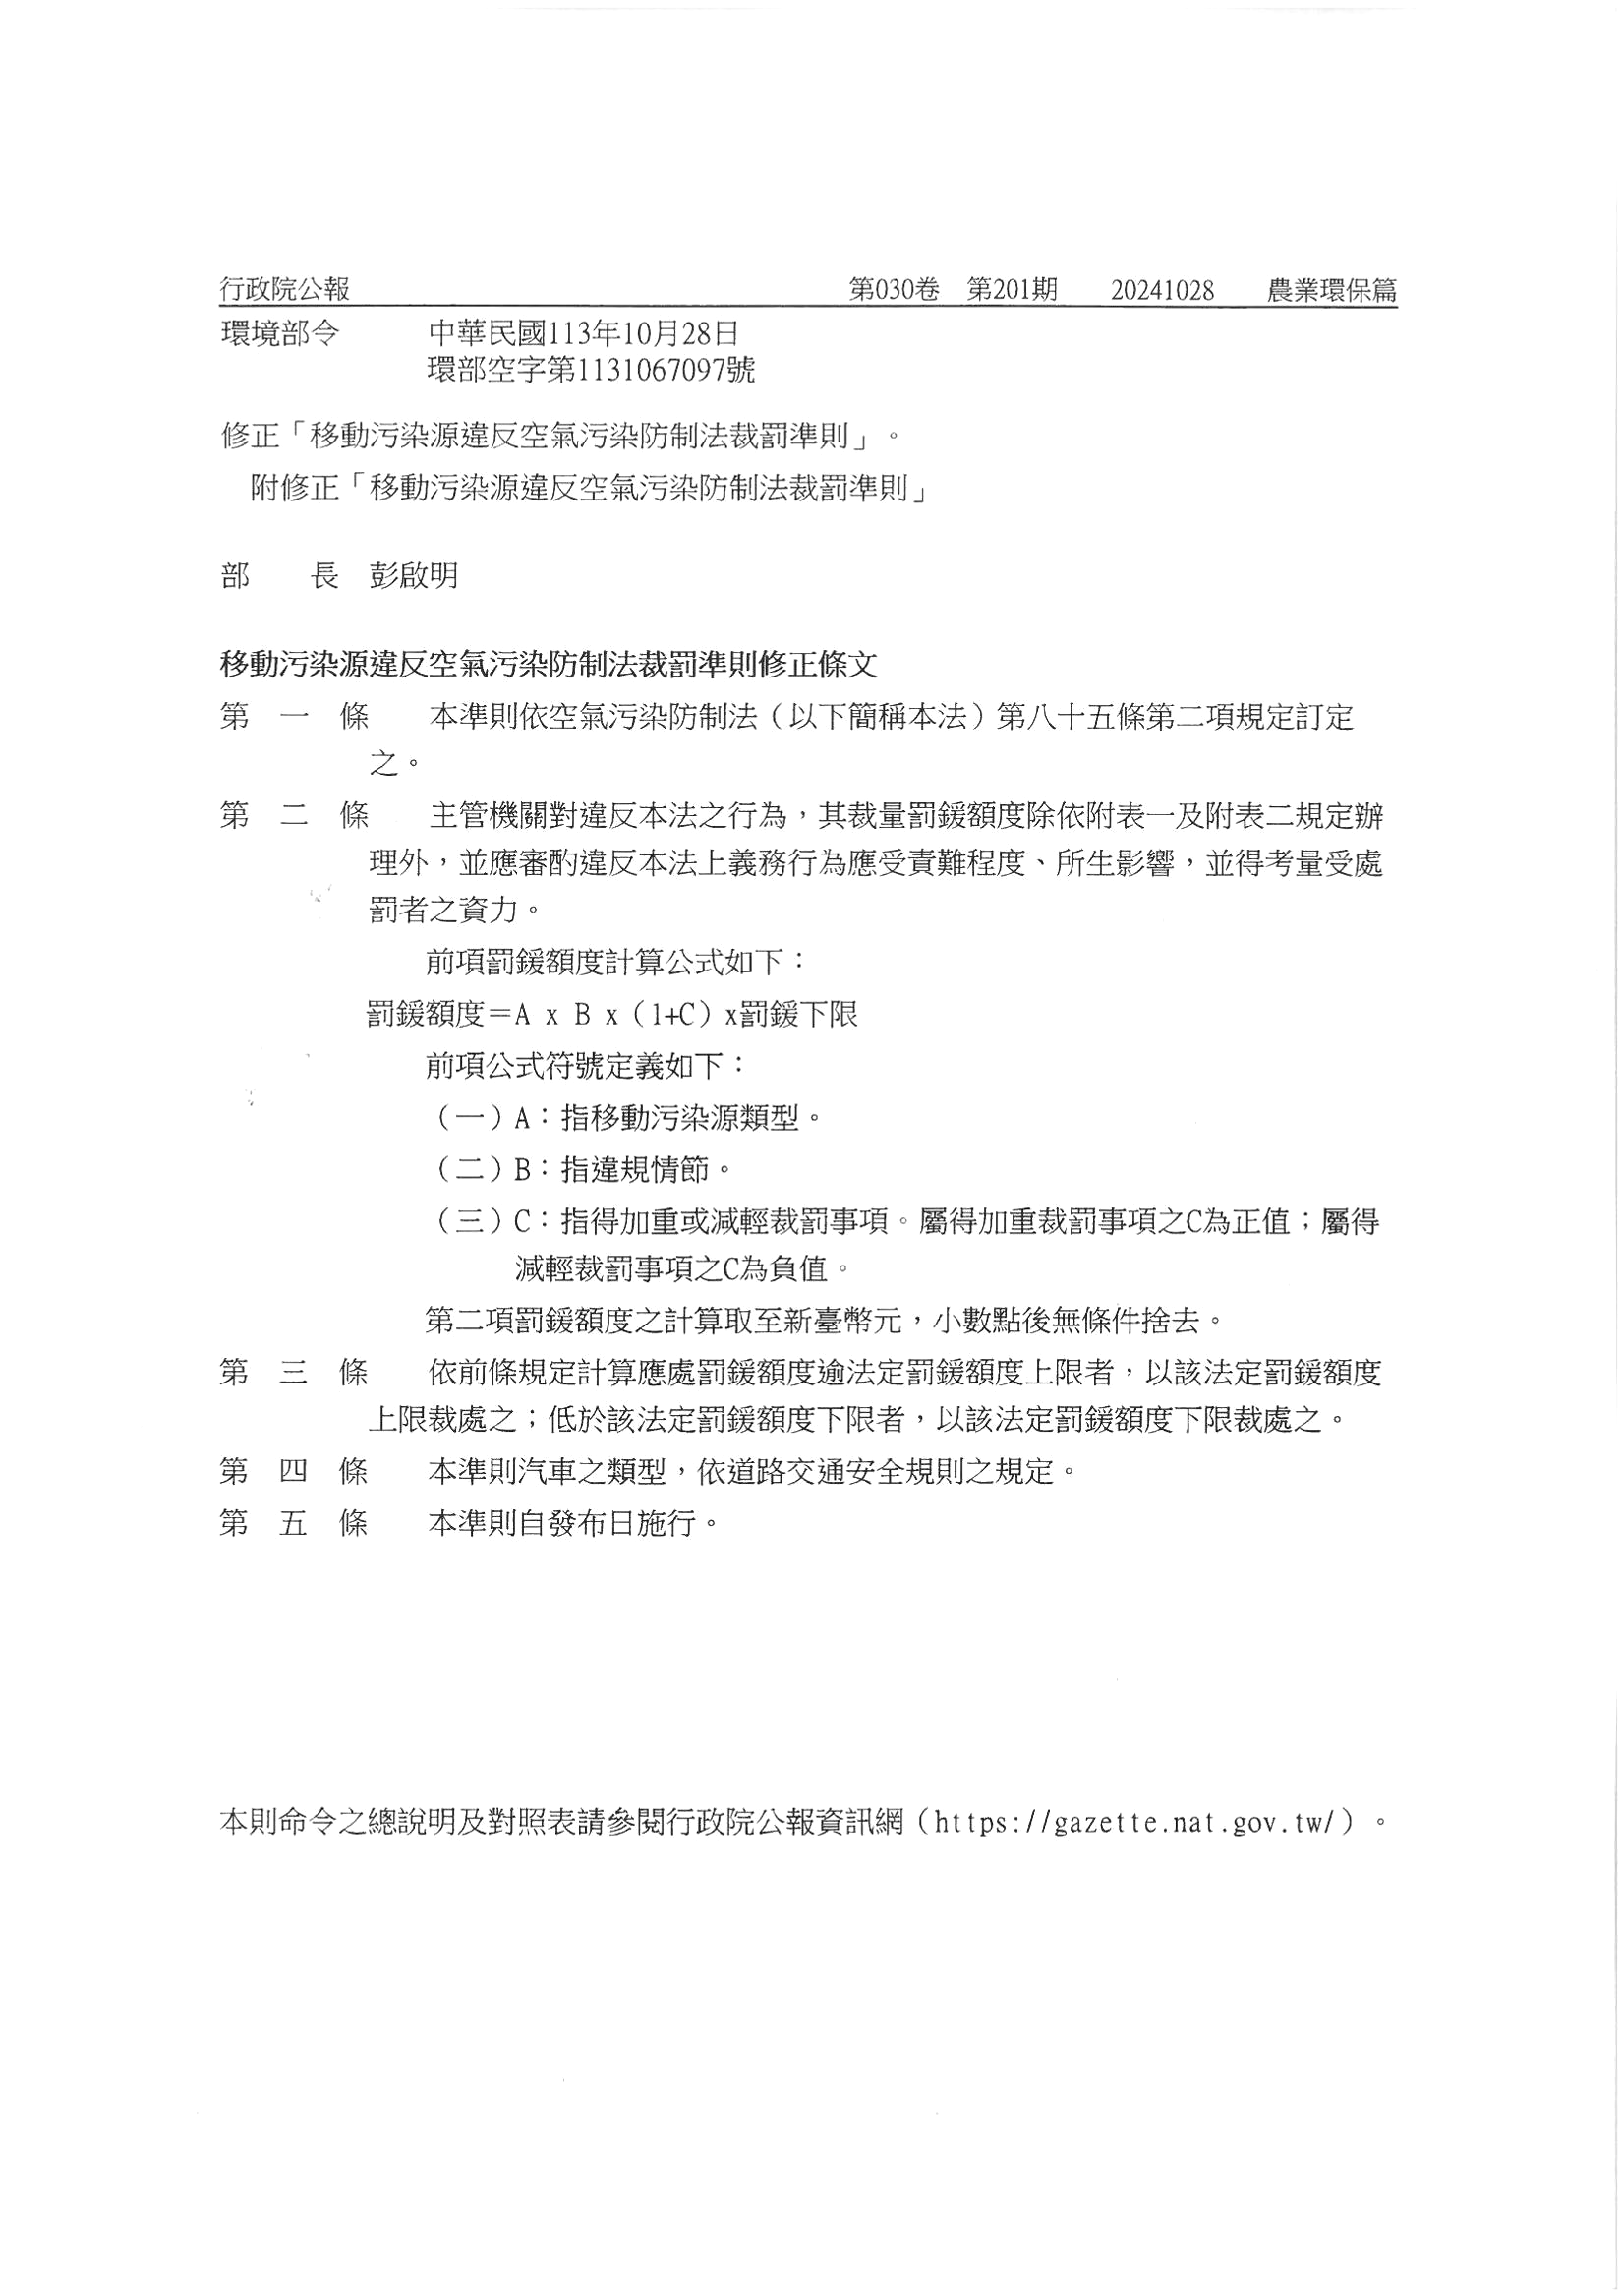 行政院公報　第030卷　第201期　20241028　農業環保篇
環境部令　中華民國113年10月28日
環部空字第1131067097號
修正「移動污染源違反空氣污染防制法裁罰準則」。
附修正「移動污染源違反空氣污染防制法裁罰準則」
部　　長　彭啟明
移動污染源違反空氣污染防制法裁罰準則修正條文
第　一　條　　本準則依空氣污染防制法（以下簡稱本法）第八十五條第二項規定訂定
之。
第　二　條　　主管機關對違反本法之行為，其裁量罰鍰額度除依附表一及附表二規定辦
理外，並應審酌違反本法上義務行為應受責難程度、所生影響，並得考量受處
罰者之資力。
前項罰鍰額度計算公式如下：
罰鍰額度＝A x B x（1+C）x罰鍰下限
前項公式符號定義如下：
（一）A：指移動污染源類型。
（二）B：指違規情節。
（三）C：指得加重或減輕裁罰事項。屬得加重裁罰事項之C為正值；屬得
減輕裁罰事項之C為負值。
第二項罰鍰額度之計算取至新臺幣元，小數點後無條件捨去。
第　三　條　　依前條規定計算應處罰鍰額度逾法定罰鍰額度上限者，以該法定罰鍰額度
上限裁處之；低於該法定罰鍰額度下限者，以該法定罰鍰額度下限裁處之。
第　四　條　　本準則汽車之類型，依道路交通安全規則之規定。
第　五　條　　本準則自發布日施行。
本則命令之總說明及對照表請參閱行政院公報資訊網（https://gazette.nat.gov.tw/）。